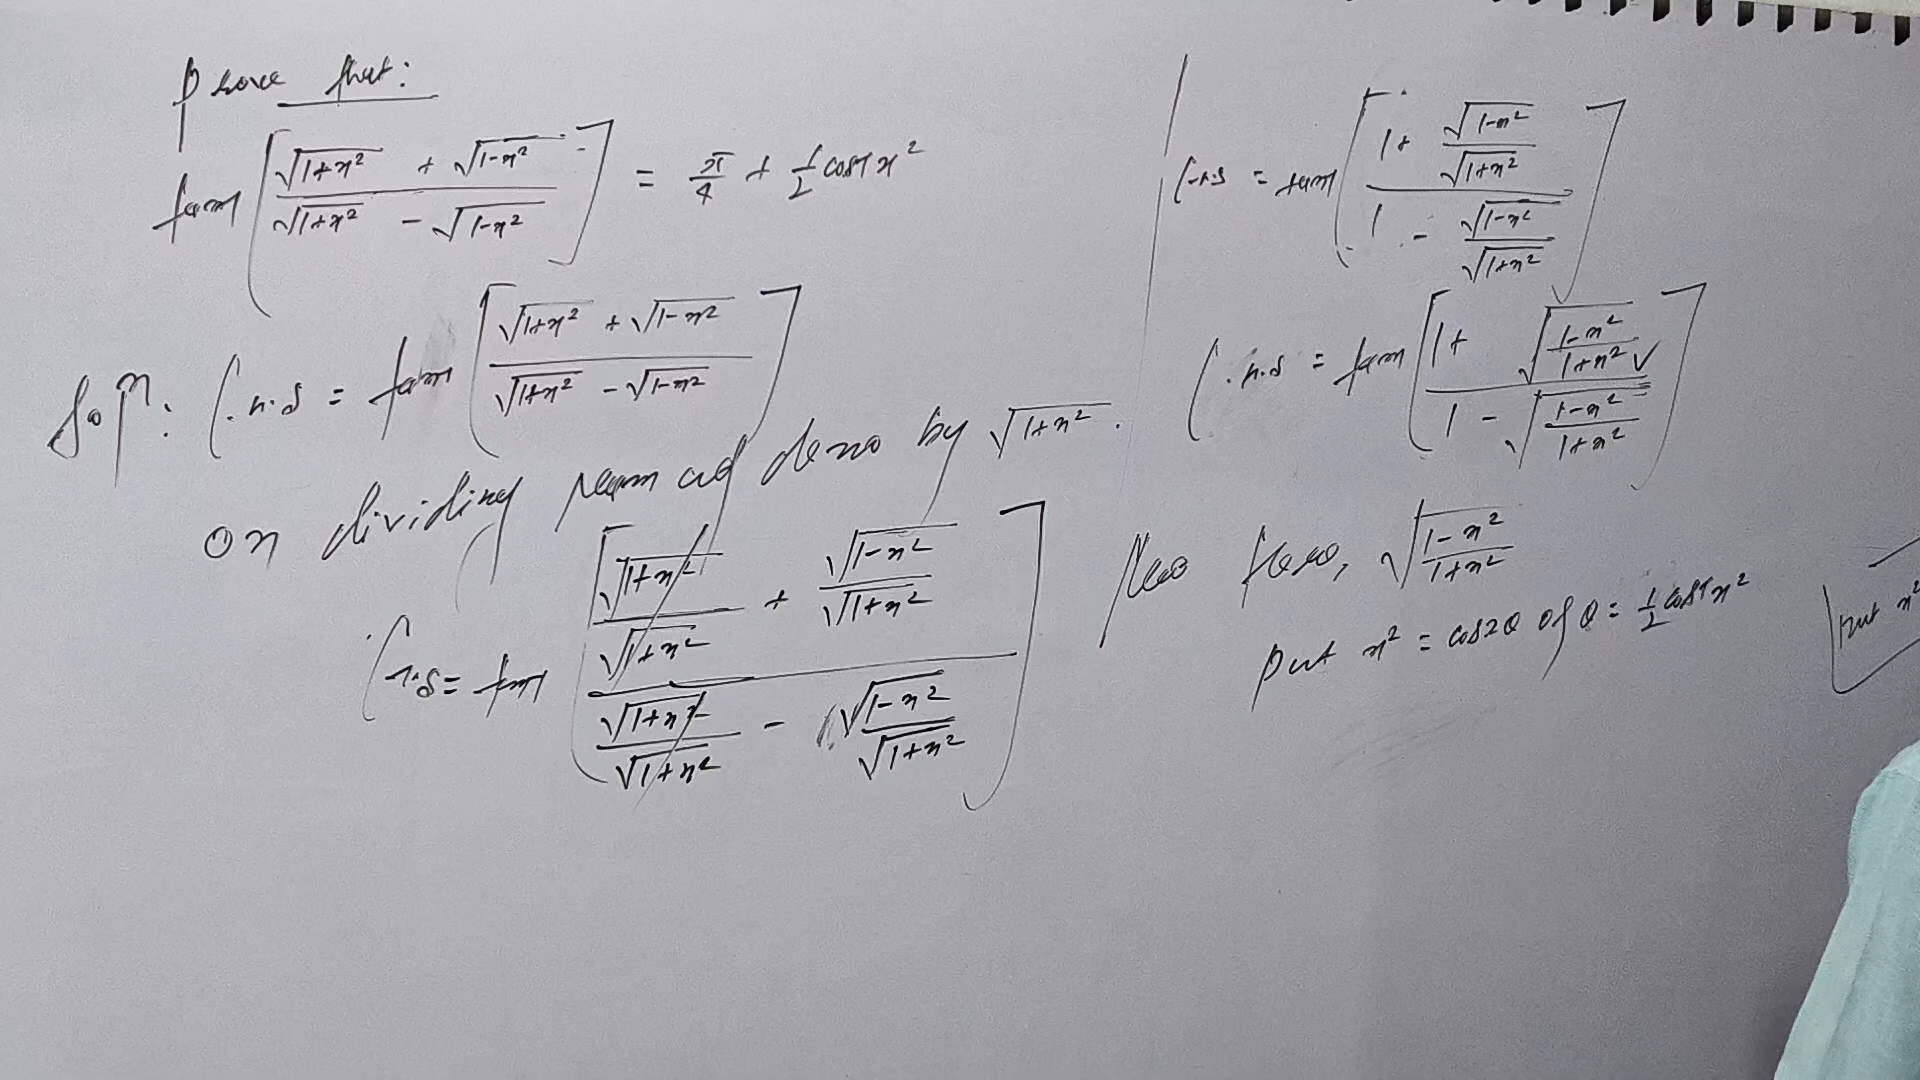 Prove that:
tan⁻¹[(√(1+x²) + √(1-x²)) / (√(1+x²) - √(1-x²))] = π/4 + 1/2 cos⁻¹x²
Solⁿ: L.H.S = tan⁻¹[(√(1+x²) + √(1-x²)) / (√(1+x²) - √(1-x²))]
on dividing num and deno by √(1+x²).
L.H.S = tan⁻¹[(√(1+x²)/√(1+x²) + √(1-x²)/√(1+x²)) / (√(1+x²)/√(1+x²) - √(1-x²)/√(1+x²))]
L.H.S = tan⁻¹[(1+ √(1-x²)/√(1+x²)) / (1 - √(1-x²)/√(1+x²))]
L.H.S = tan⁻¹[(1+ √((1-x²)/(1+x²))) / (1 - √((1-x²)/(1+x²)))]
√((1-x²)/(1+x²))
put x² = cos2θ θ = 1/2 cos⁻¹x²
put x²